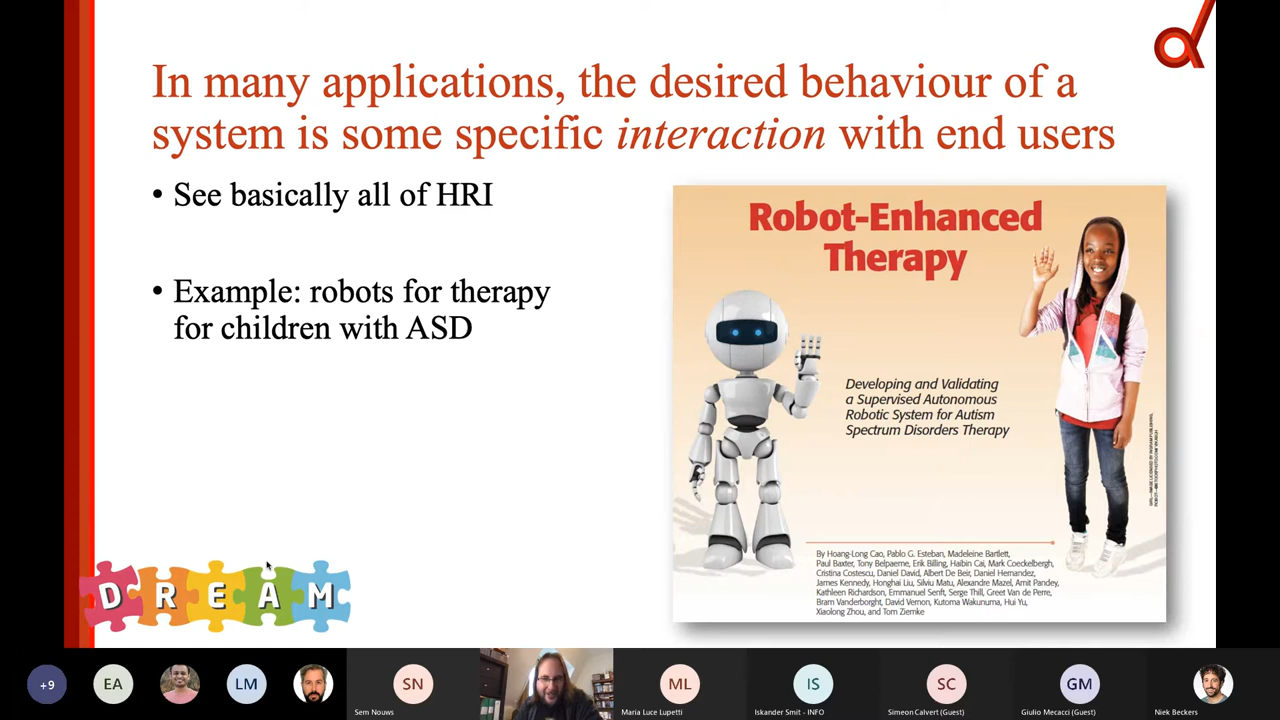 In many applications, the desired behaviour of a
system is some specific interaction with end users
• See basically all of HRI
• Example: robots for therapy
for children with ASD
Robot-Enhanced
Therapy
Developing and Validating
a Supervised Autonomous
Robotic System for Autism
Spectrum Disorders Therapy
By Hoang-Long Cao, Pablo G. Esteban, Madeleine Bartlett,
Paul Baxter, Tony Belpaeme, Erik Billing, Haibin Cai, Mark Coeckelbergh,
Cristina Costescu, Daniel David, Albert De Beir, Daniel Hernandez,
James Kennedy, Honghai Liu, Silviu Matu, Alexandre Mazel, Amit Pandey,
Kathleen Richardson, Emmanuel Senft, Serge Thill, Greet Van de Perre,
Bram Vanderborght, David Vernon, Kutoma Wakunuma, Hui Yu,
Xiaolong Zhou, and Tom Ziemke
DREAM
+9
EA
LM
SN
Sem Nouws
ML
Maria Luce Lupetti
IS
Iskander Smit - INFO
SC
Simeon Calvert (Guest)
GM
Giulio Mecacci (Guest)
Niek Beckers